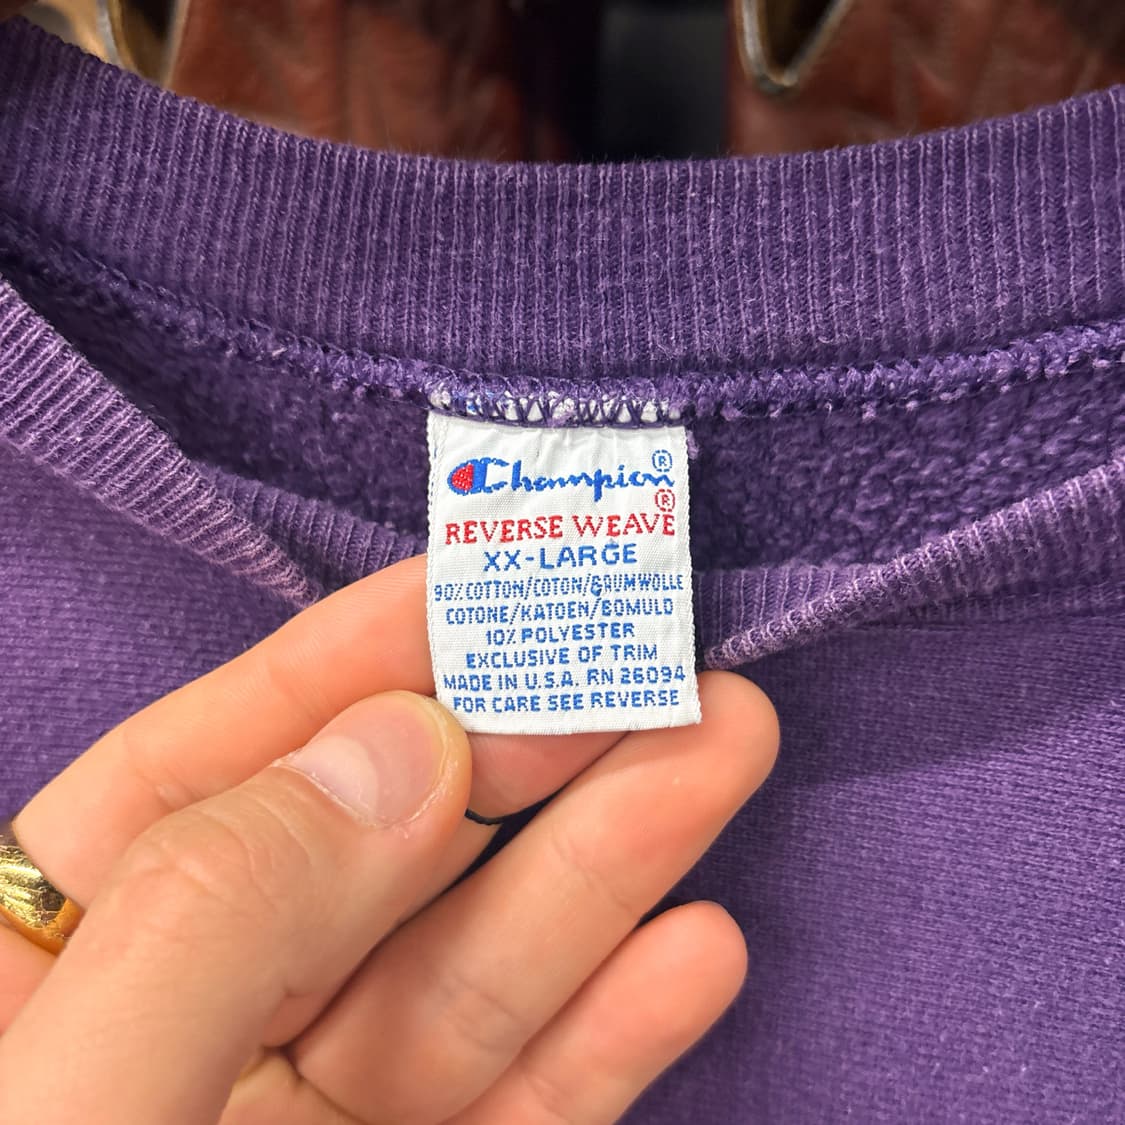 Champion®
REVERSE WEAVE®
XX-LARGE
90% COTTON/COTON/BAUMWOLLE
COTONE/KATOEN/BOMULD
10% POLYESTER
EXCLUSIVE OF TRIM
MADE IN U.S.A. RN 26094
FOR CARE SEE REVERSE